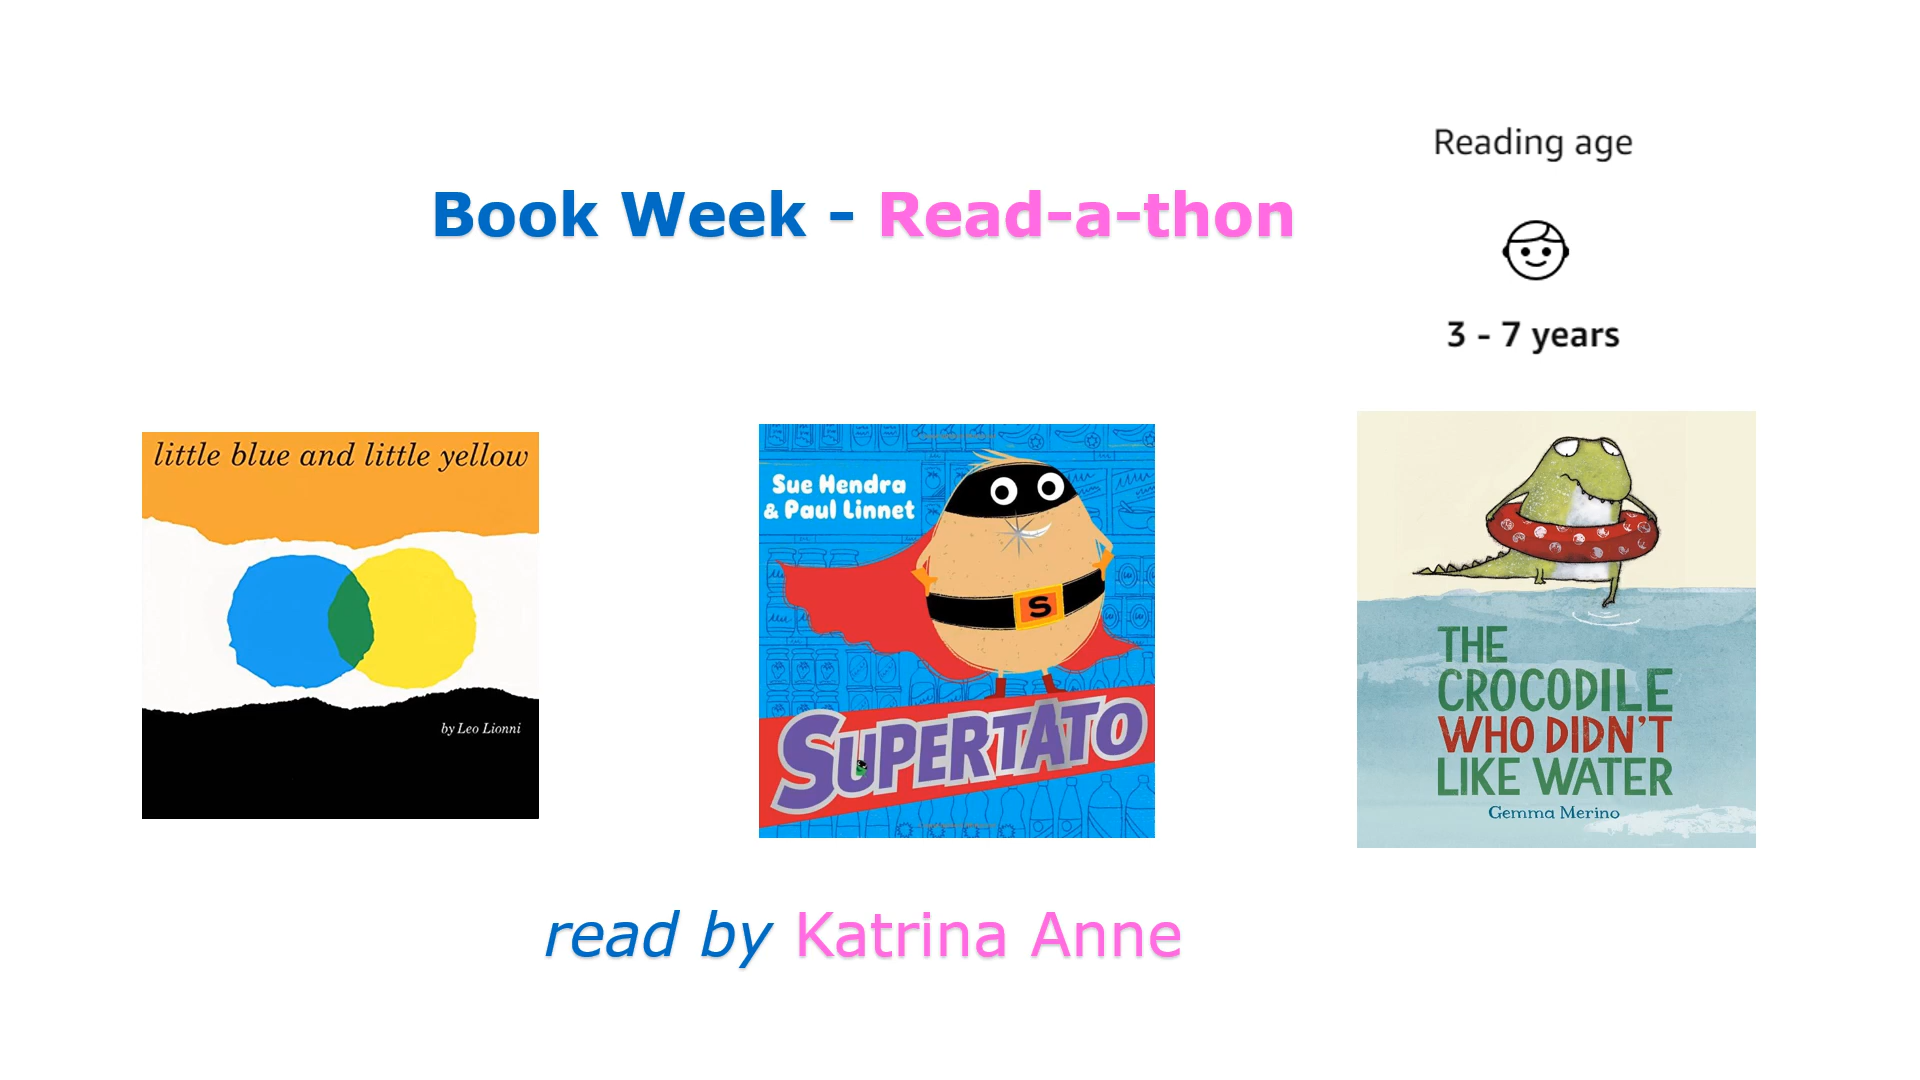 Reading age
Book Week - Read-a-thon
3 - 7 years
little blue and little yellow
by Leo Lionni
Sue Hendra
& Paul Linnet
S
SUPERTATO
THE
CROCODILE
WHO DIDN'T
LIKE WATER
Gemma Merino
read by Katrina Anne